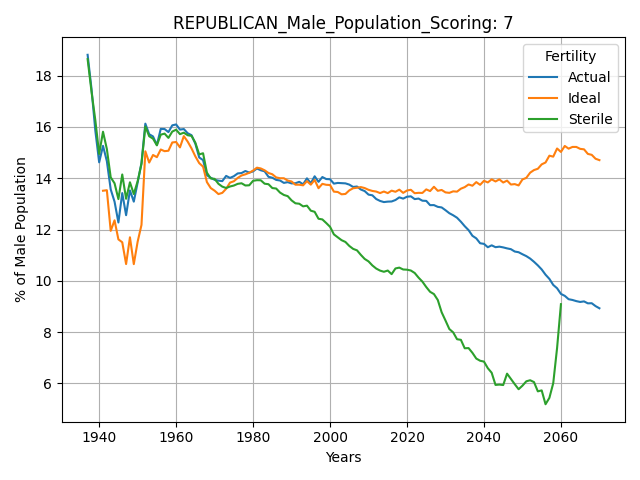 REPUBLICAN_Male_Population_Scoring: 7
Fertility
Actual
Ideal
Sterile
% of Male Population
18
16
14
12
10
8
6
1940
1960
1980
2000
2020
2040
2060
Years